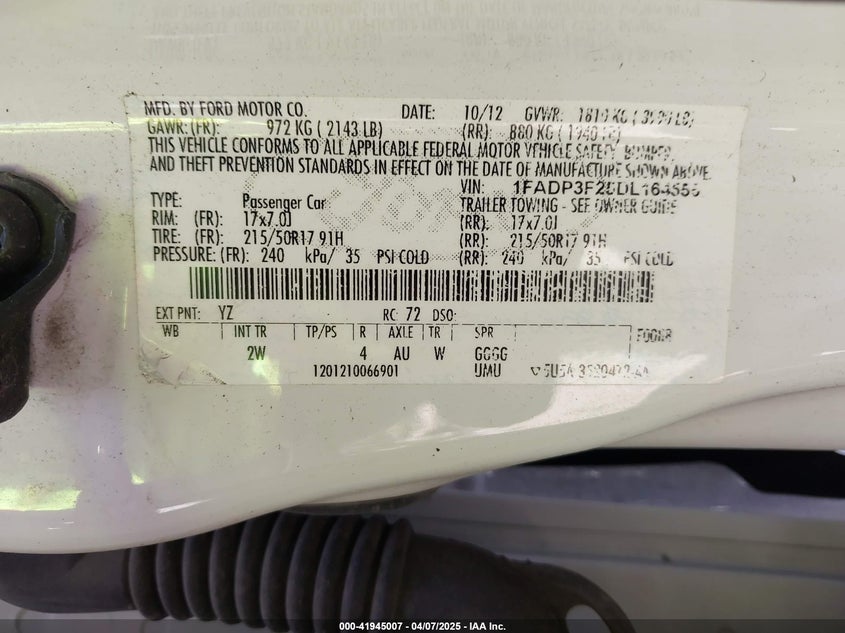 MFD. BY FORD MOTOR CO. DATE: 10/12 GVWR:
GAWR: (FR): 972 KG ( 2143 LB) (RR): 880 KG ( 1940 LB)
THIS VEHICLE CONFORMS TO ALL APPLICABLE FEDERAL MOTOR VEHICLE SAFETY, BUMPER,
AND THEFT PREVENTION STANDARDS IN EFFECT ON THE DATE OF MANUFACTURE SHOWN ABOVE.
VIN:
TYPE: Passenger Car TRAILER TOWING - SEE OWNER GUIDE
RIM: (FR): 17x7.0J (RR): 17x7.0J
TIRE: (FR): 215/50R17 91H (RR): 215/50R17 91H
PRESSURE: (FR): 240 kPa/ 35 PSI COLD (RR): 240 kPa/ 35 PSI COLD
EXT PNT: YZ RC: 72 DSO:
WB INT TR TP/PS R AXLE TR SPR
2W 4 AU W GGGG
1201210066901 UMU
000-41945007 - 04/07/2025 - IAA Inc.